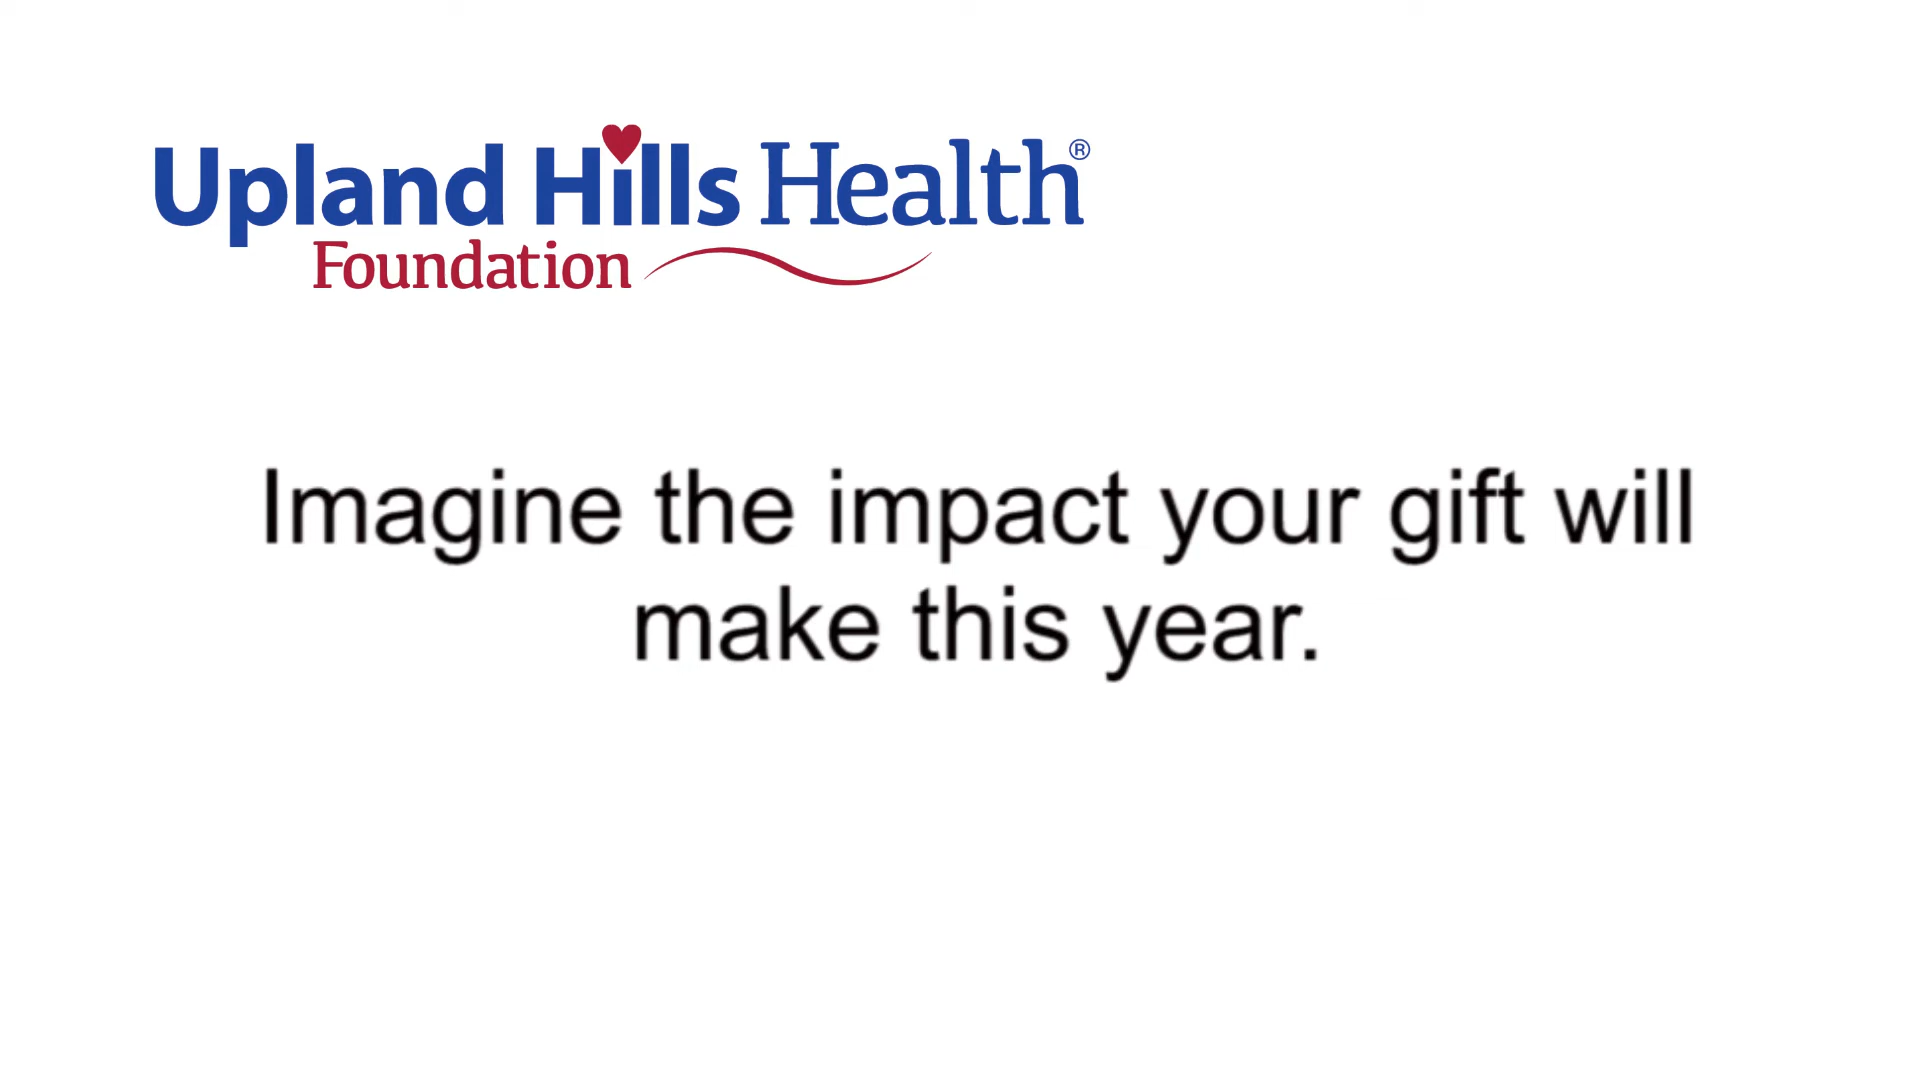 Upland Hills Health®
Foundation
Imagine the impact your gift will
make this year.